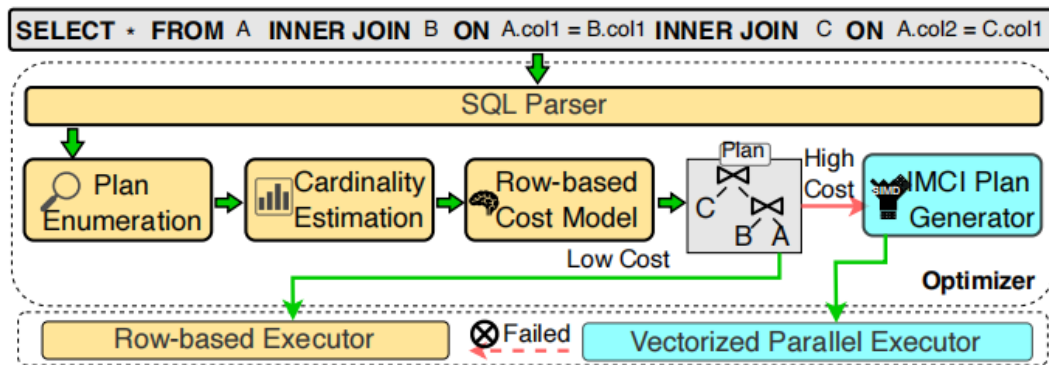 SELECT * FROM A INNER JOIN B ON A.col1 = B.col1 INNER JOIN C ON A.col2 = C.col1
SQL Parser
Plan
Enumeration
Cardinality
Estimation
Row-based
Cost Model
Plan
C
B A
High
Cost
SIMD
IMCI Plan
Generator
Low Cost
Optimizer
Row-based Executor
Failed
Vectorized Parallel Executor